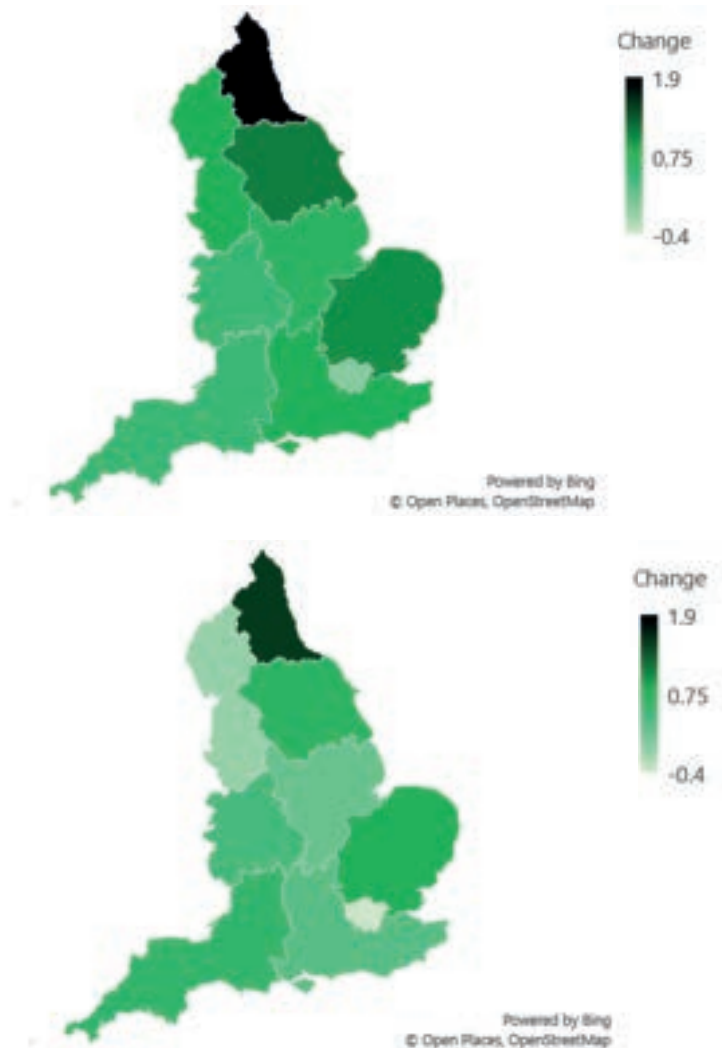 Change
1.9
0.75
-0.4
Powered by Bing
© Open Places, OpenStreetMap
Change
1.9
0.75
-0.4
Powered by Bing
© Open Places, OpenStreetMap